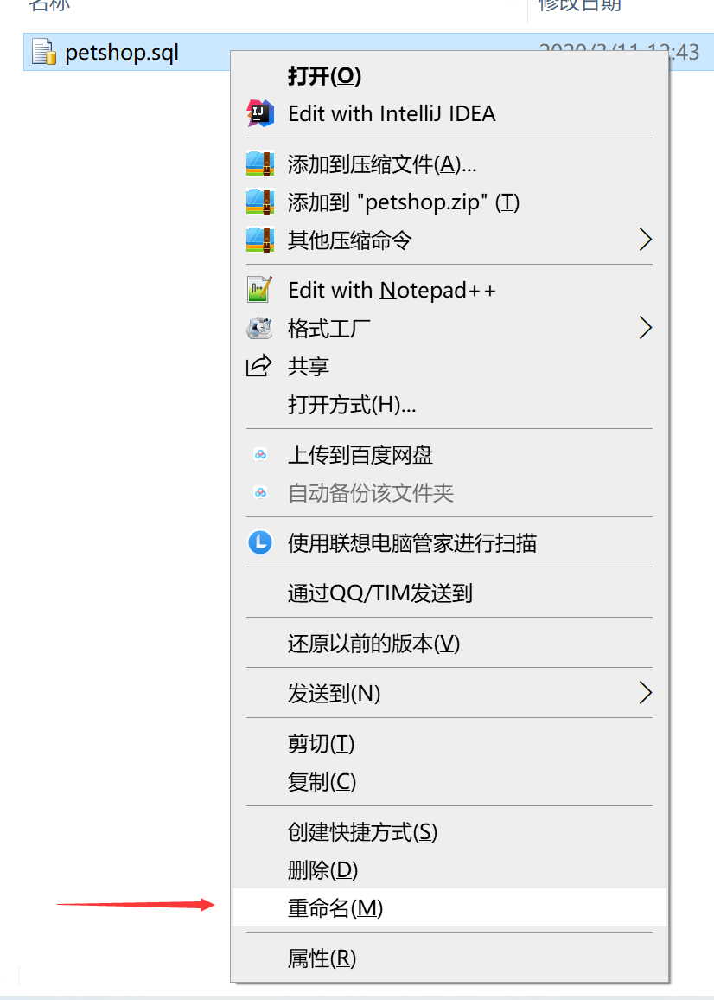 名称 修改日期
petshop.sql 2020/3/11 12:43
打开(O)
Edit with IntelliJ IDEA
添加到压缩文件(A)...
添加到 "petshop.zip" (T)
其他压缩命令
Edit with Notepad++
格式工厂
共享
打开方式(H)...
上传到百度网盘
自动备份该文件夹
使用联想电脑管家进行扫描
通过QQ/TIM发送到
还原以前的版本(V)
发送到(N)
剪切(T)
复制(C)
创建快捷方式(S)
删除(D)
重命名(M)
属性(R)